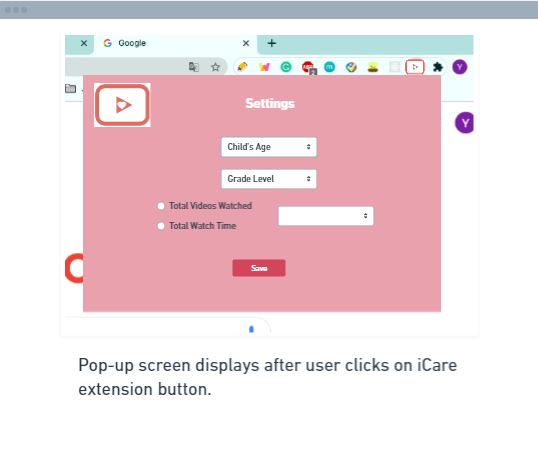 Google
Settings
Child's Age
Grade Level
Total Videos Watched
Total Watch Time
Save
Y
Y
Pop-up screen displays after user clicks on iCare
extension button.